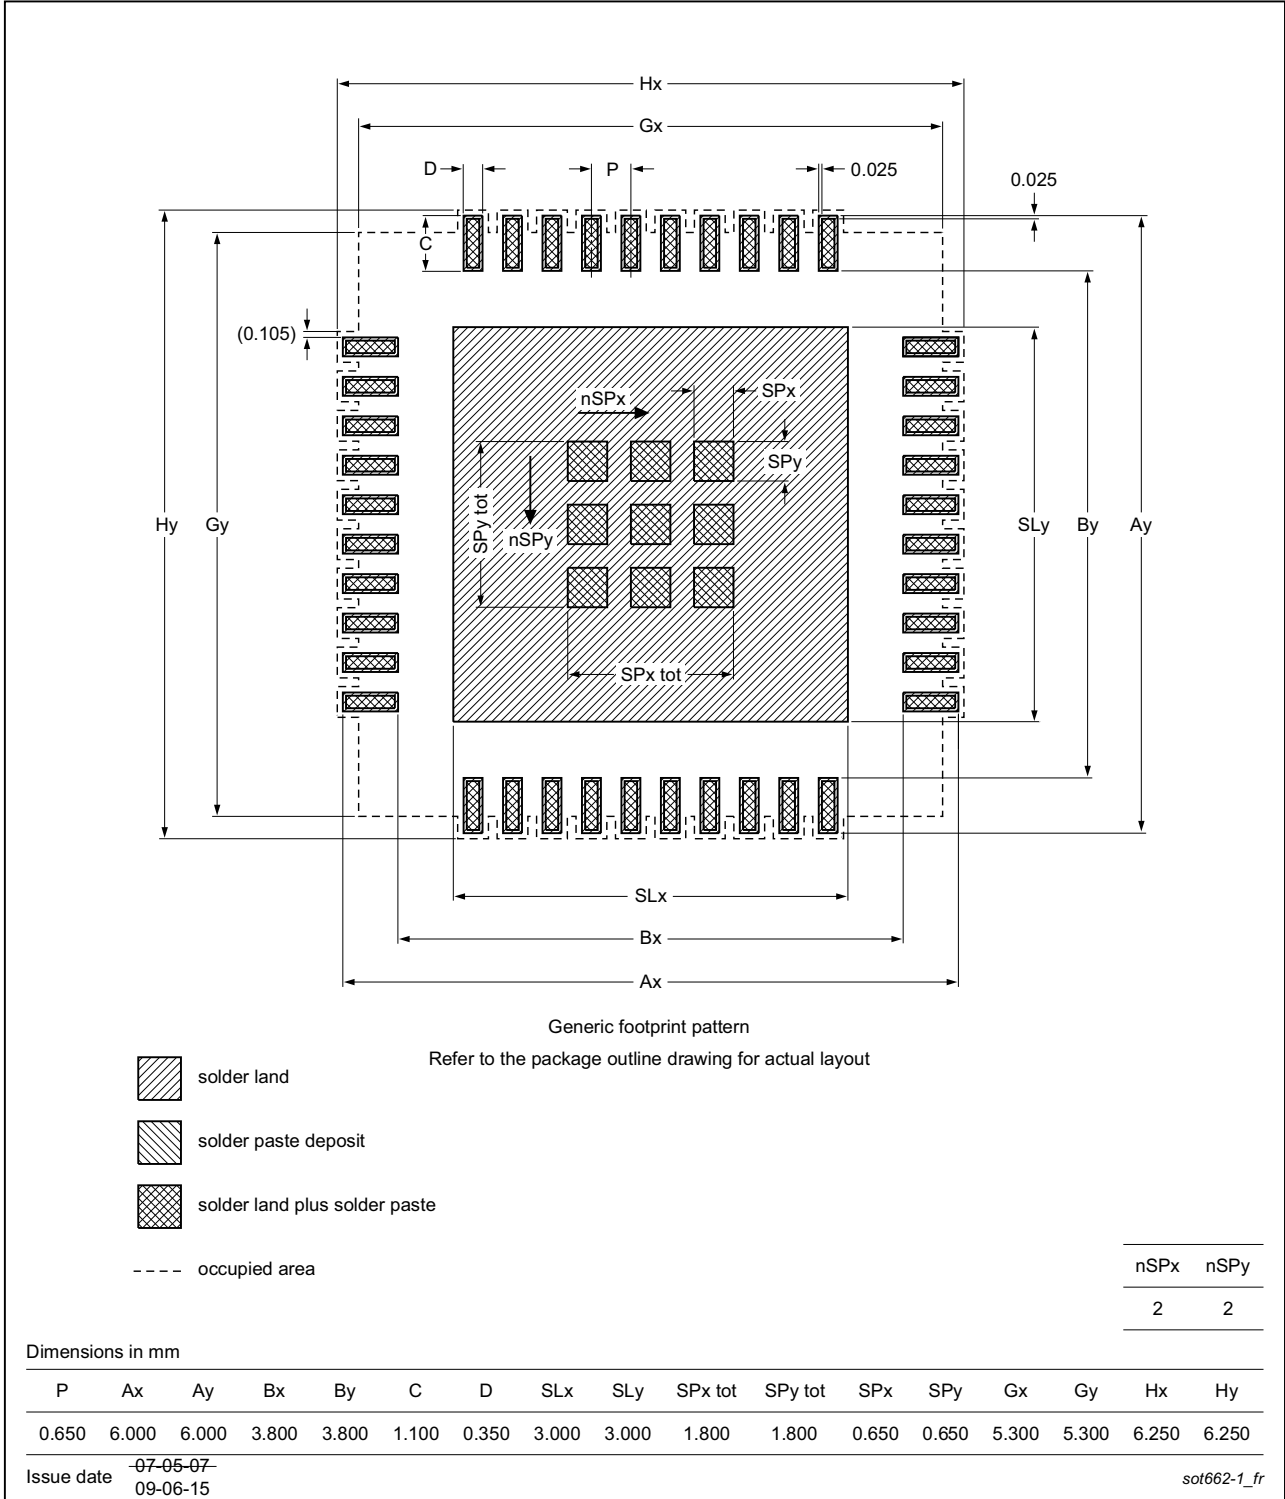 Hx
Gx
D
P
0.025
0.025
C
(0.105)
nSPx
SPx
SPy
SPy tot
nSPy
Hy
Gy
SLy
By
Ay
SPx tot
SLx
Bx
Ax
Generic footprint pattern
Refer to the package outline drawing for actual layout
solder land
solder paste deposit
solder land plus solder paste
occupied area
nSPx nSPy
2 2
Dimensions in mm
P Ax Ay Bx By C D SLx SLy SPx tot SPy tot SPx SPy Gx Gy Hx Hy
0.650 6.000 6.000 3.800 3.800 1.100 0.350 3.000 3.000 1.800 1.800 0.650 0.650 5.300 5.300 6.250 6.250
Issue date 07-05-07
09-06-15
sot662-1_fr